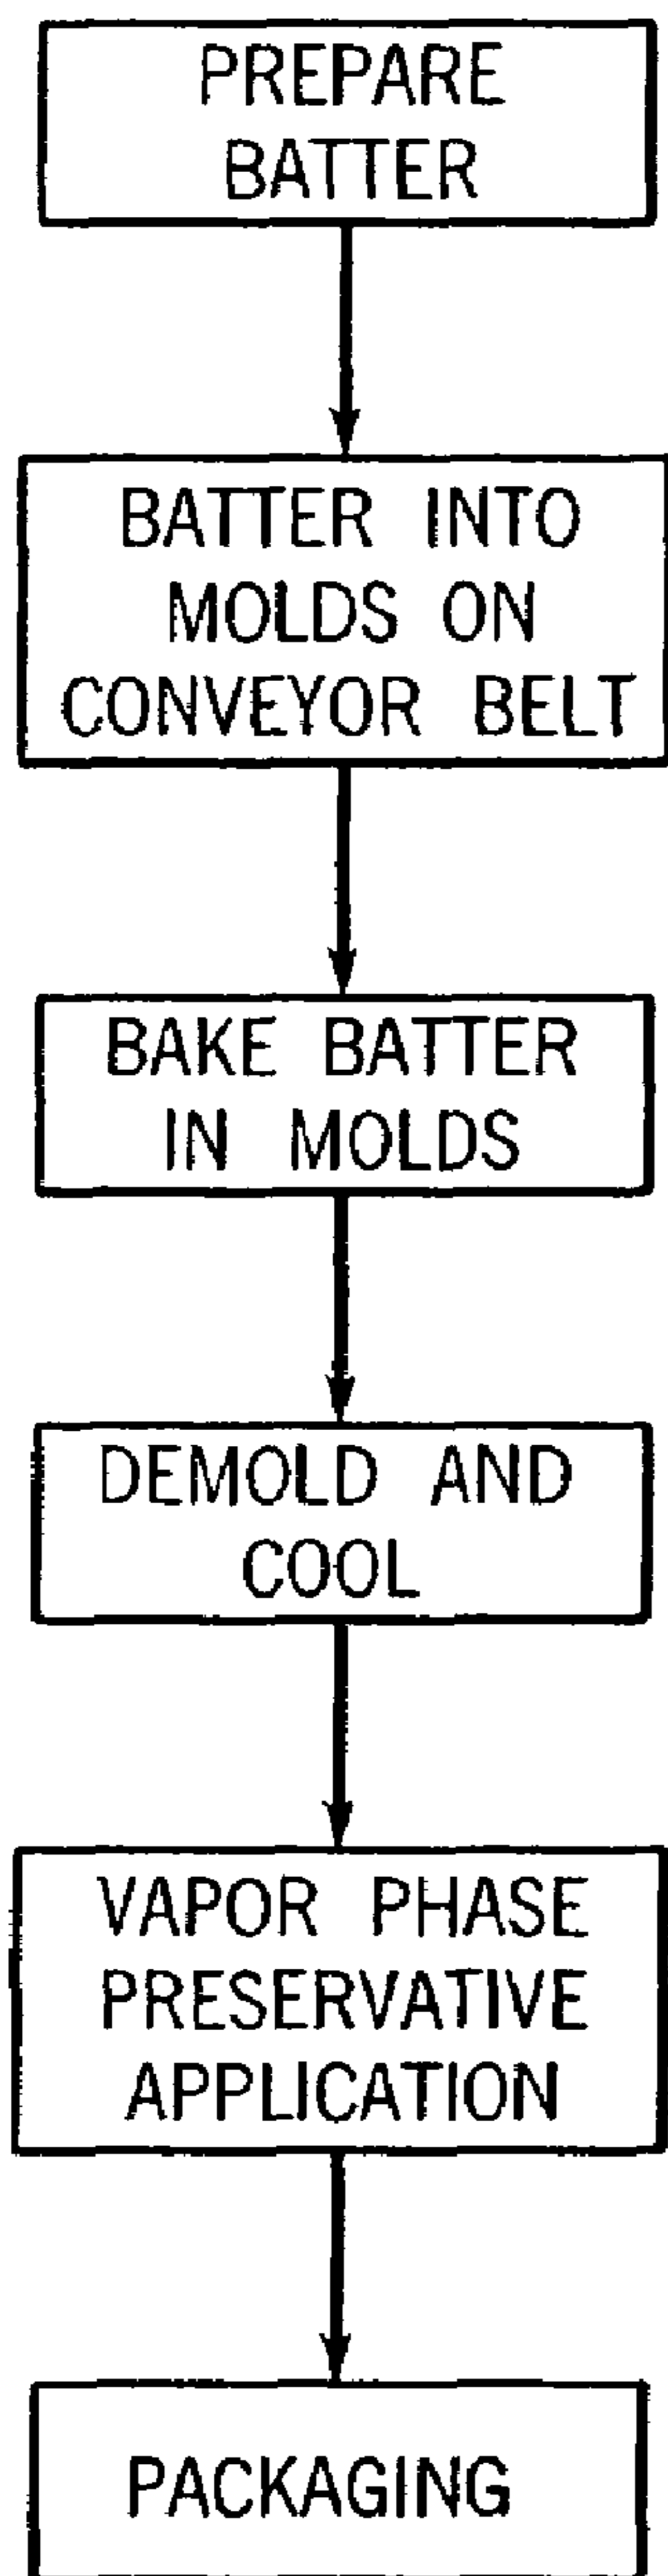 PREPARE
BATTER
BATTER INTO
MOLDS ON
CONVEYOR BELT
BAKE BATTER
IN MOLDS
DEMOLD AND
COOL
VAPOR PHASE
PRESERVATIVE
APPLICATION
PACKAGING